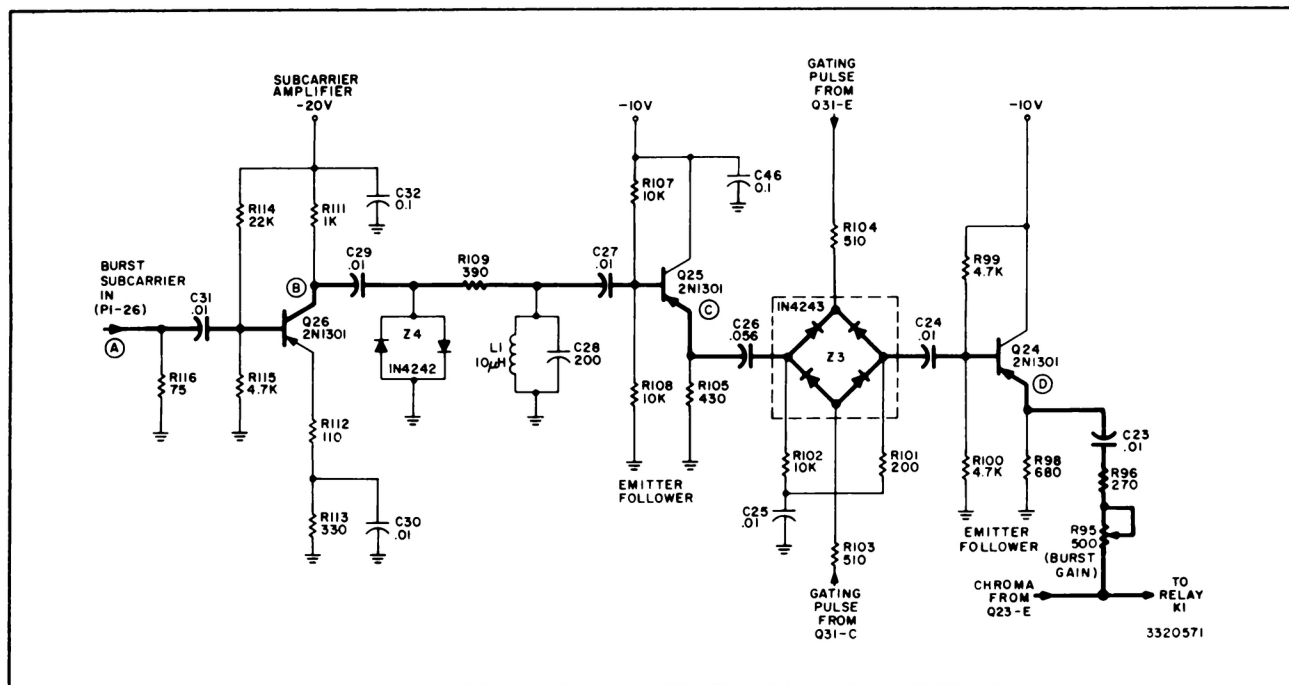 SUBCARRIER
AMPLIFIER
-20V
GATING
PULSE
FROM
Q31-E
-10V
-10V
C32
0.1
C46
0.1
R114
22K
R111
1K
R107
10K
R104
510
R99
4.7K
BURST
SUBCARRIER
IN
(PI-26)
A
C31
.01
B
C29
.01
R109
390
C27
.01
Q25
2N1301
C
Q26
2N1301
IN4243
Z3
C26
.056
C24
.01
Q24
2N1301
D
Z4
IN4242
L1
10μH
C28
200
R116
75
R115
4.7K
R108
10K
R105
430
R112
110
R102
10K
R101
200
R100
4.7K
R98
680
C23
.01
R96
270
R113
330
C30
.01
EMITTER
FOLLOWER
C25
.01
R103
510
EMITTER
FOLLOWER
R95
500
(BURST
GAIN)
GATING
PULSE
FROM
Q31-C
CHROMA
FROM
Q23-E
TO
RELAY
K1
3320571